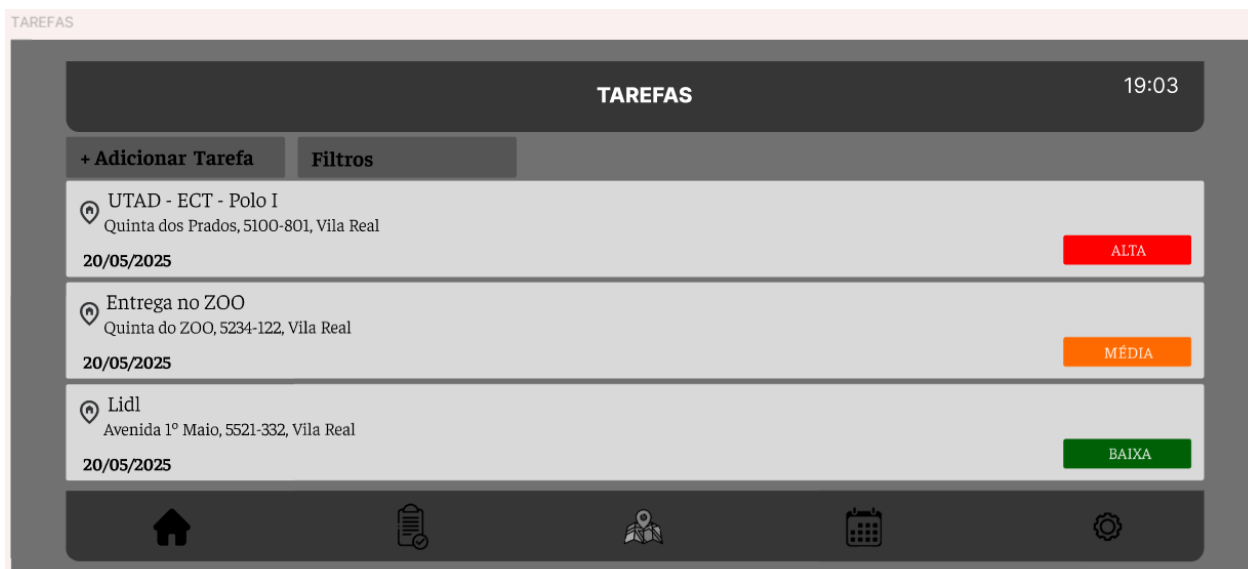 TAREFAS
TAREFAS
19:03
+ Adicionar Tarefa
Filtros
UTAD - ECT - Polo I
Quinta dos Prados, 5100-801, Vila Real
20/05/2025
ALTA
Entrega no ZOO
Quinta do ZOO, 5234-122, Vila Real
20/05/2025
MÉDIA
Lidl
Avenida 1º Maio, 5521-332, Vila Real
20/05/2025
BAIXA